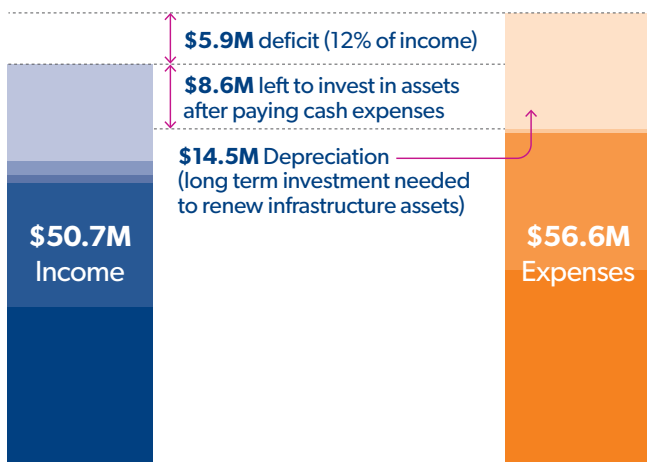 $5.9M deficit (12% of income)
$8.6M left to invest in assets
after paying cash expenses
$14.5M Depreciation
(long term investment needed
to renew infrastructure assets)
$50.7M
Income
$56.6M
Expenses